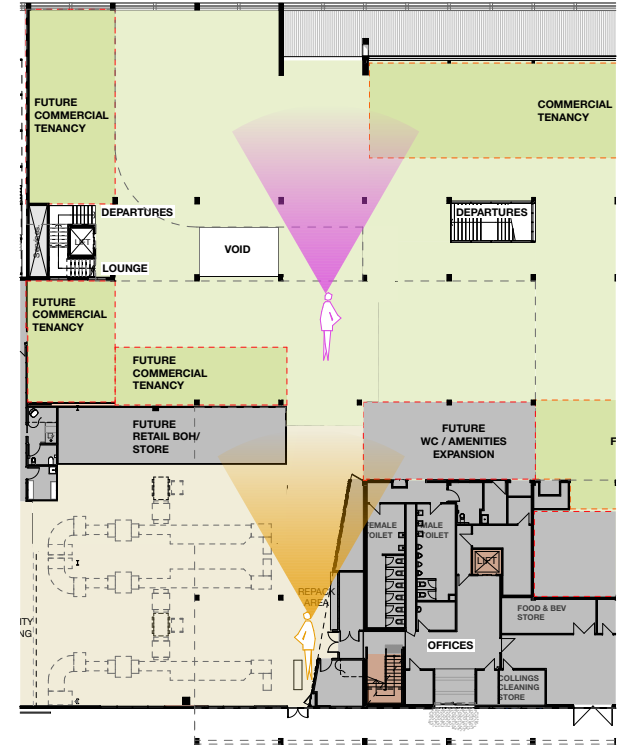 FUTURE
COMMERCIAL
TENANCY
COMMERCIAL
TENANCY
DEPARTURES
LIFT
LOUNGE
VOID
DEPARTURES
FUTURE
COMMERCIAL
TENANCY
FUTURE
COMMERCIAL
TENANCY
FUTURE
RETAIL BOH/
STORE
FUTURE
WC / AMENITIES
EXPANSION
F
FEMALE
TOILET
MALE
TOILET
LIFT
REPACK
AREA
FOOD & BEV
STORE
OFFICES
COLLINGS
CLEANING
STORE